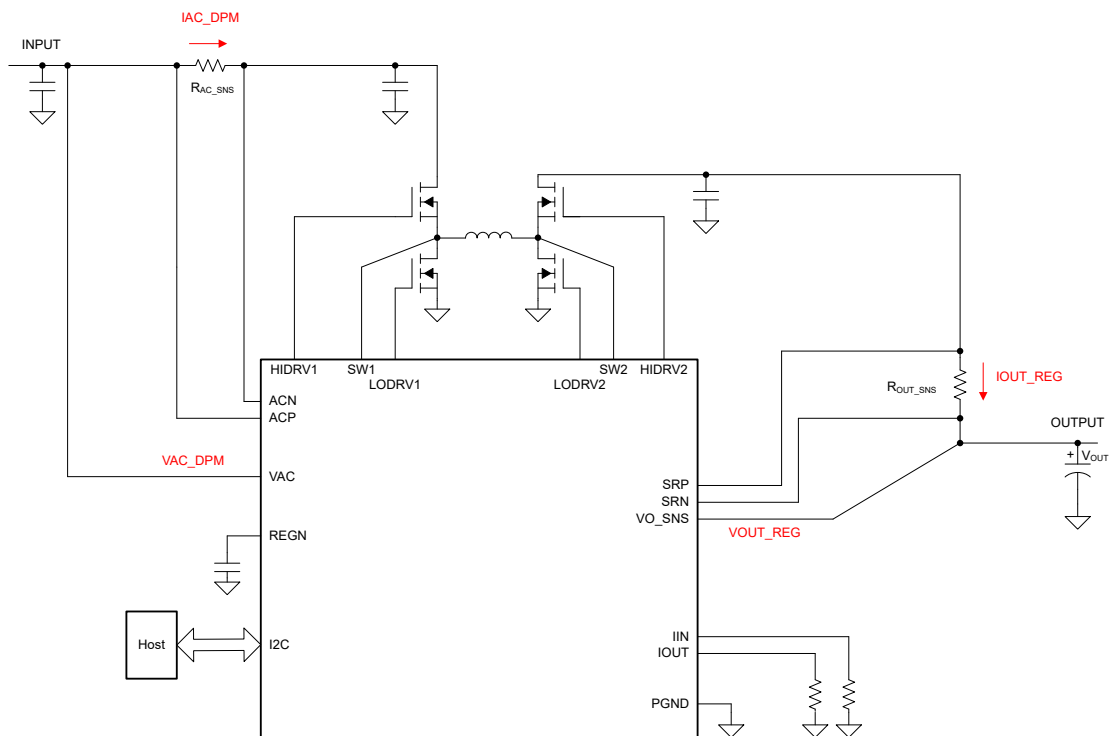 IAC_DPM
INPUT
RAC_SNS
HIDRV1
SW1
LODRV1
LODRV2
SW2
HIDRV2
ACN
ACP
VAC_DPM
VAC
REGN
Host
I2C
ROUT_SNS
IOUT_REG
OUTPUT
+
VOUT
SRP
SRN
VO_SNS
VOUT_REG
IIN
IOUT
PGND